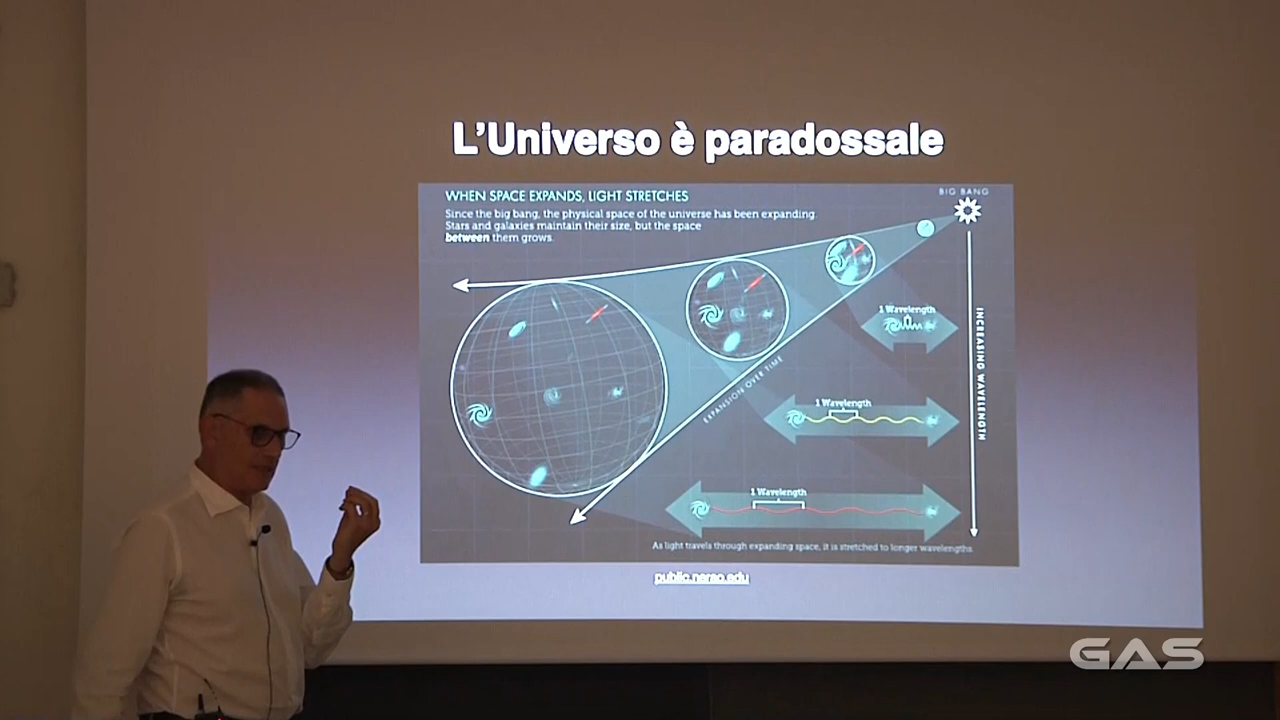 L'Universo è paradossale
WHEN SPACE EXPANDS, LIGHT STRETCHES
Since the big bang, the physical space of the universe has been expanding.
Stars and galaxies maintain their size, but the space
between them grows.
BIG BANG
1 Wavelength
INCREASING WAVELENGTH
EXPANSION OVER TIME
1 Wavelength
1 Wavelength
As light travels through expanding space, it is stretched to longer wavelengths.
public.nrao.edu
GAS